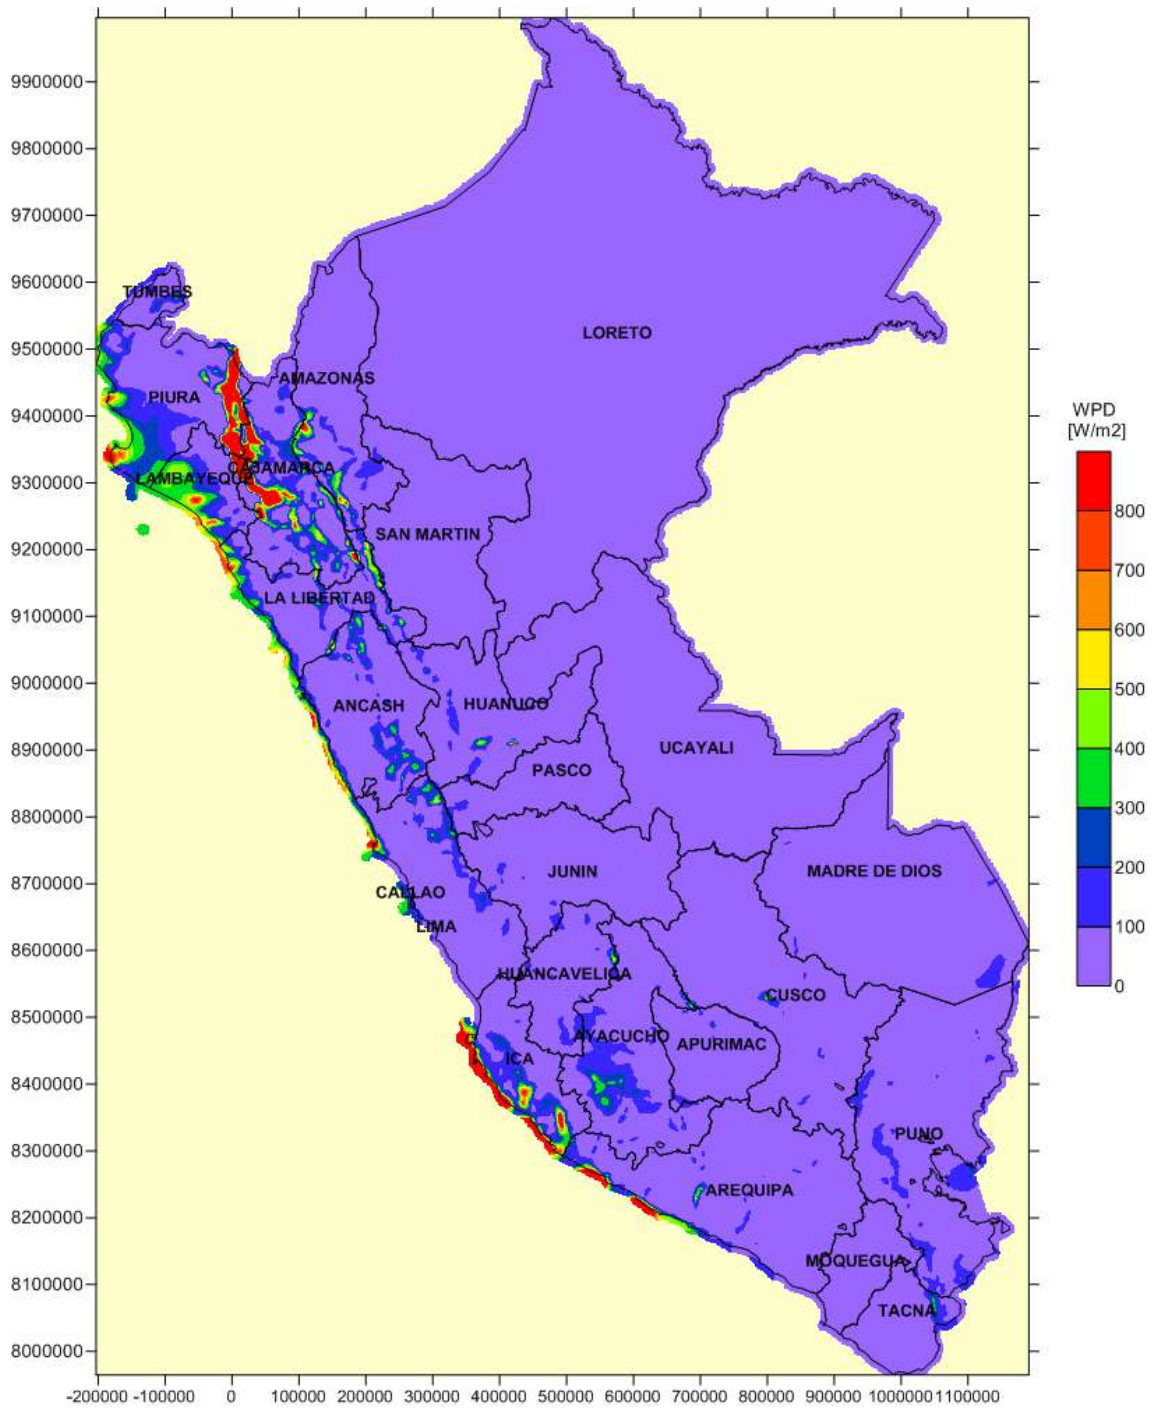 9900000
9800000
9700000
9600000
9500000
9400000
9300000
9200000
9100000
9000000
8900000
8800000
8700000
8600000
8500000
8400000
8300000
8200000
8100000
8000000
TUMBES
LORETO
AMAZONAS
PIURA
CAJAMARCA
LAMBAYEQUE
SAN MARTIN
LA LIBERTAD
ANCASH
HUANUCO
UCAYALI
PASCO
JUNIN
MADRE DE DIOS
CALLAO
LIMA
HUANCAVELICA
CUSCO
AYACUCHO
APURIMAC
ICA
PUNO
AREQUIPA
MOQUEGUA
TACNA
WPD
[W/m2]
800
700
600
500
400
300
200
100
0
-200000 -100000 0 100000 200000 300000 400000 500000 600000 700000 800000 900000 1000000 1100000